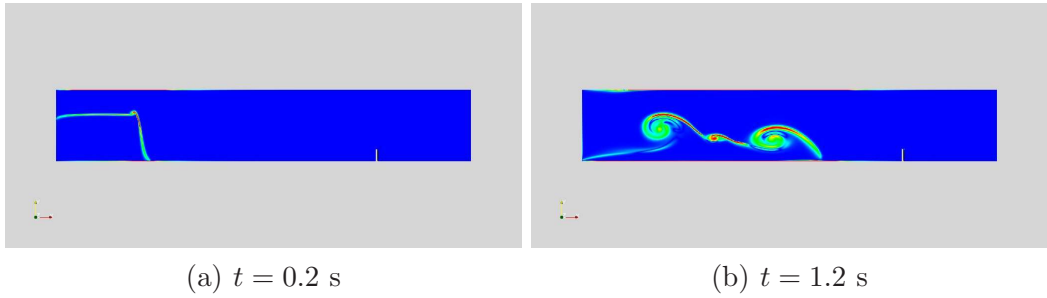 (a) t = 0.2 s
(b) t = 1.2 s